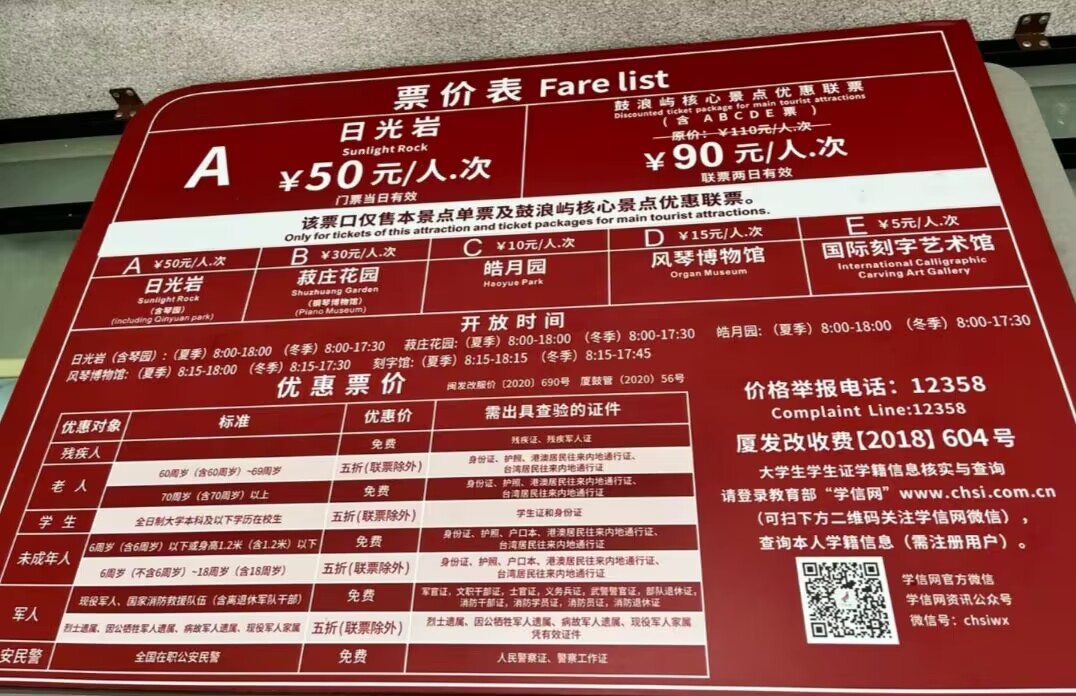 票价表 Fare list
A
日光岩
Sunlight Rock
¥50元/人.次
门票当日有效
鼓浪屿核心景点优惠联票
Discounted ticket package for main tourist attractions
(含 ABCDE票)
原价: ¥110元/人.次
¥90元/人.次
联票两日有效
该票口仅售本景点单票及鼓浪屿核心景点优惠联票。
Only for tickets of this attraction and ticket packages for main tourist attractions.
A ¥50元/人.次
日光岩
Sunlight Rock
(含琴园)
(including Qinyuan park)
B ¥30元/人.次
菽庄花园
Shuzhuang Garden
(钢琴博物馆)
(Piano Museum)
C ¥10元/人.次
皓月园
Haoyue Park
D ¥15元/人.次
风琴博物馆
Organ Museum
E ¥5元/人.次
国际刻字艺术馆
International Calligraphic
Carving Art Gallery
开放时间
日光岩(含琴园):(夏季) 8:00-18:00 (冬季) 8:00-17:30 菽庄花园:(夏季) 8:00-18:00 (冬季) 8:00-17:30 皓月园:(夏季) 8:00-18:00 (冬季) 8:00-17:30
风琴博物馆:(夏季) 8:15-18:00 (冬季) 8:15-17:30 刻字馆:(夏季) 8:15-18:15 (冬季) 8:15-17:45
优惠票价 闽发改服价(2020)690号 厦鼓管(2020)56号
优惠对象 标准 优惠价 需出具查验的证件
残疾人 免费 残疾证、残疾军人证
老人
60周岁(含60周岁)~69周岁 五折(联票除外) 身份证、护照、港澳居民往来内地通行证、
台湾居民往来内地通行证
70周岁(含70周岁)以上 免费 身份证、护照、港澳居民往来内地通行证、
台湾居民往来内地通行证
学生 全日制大学本科及以下学历在校生 五折(联票除外) 学生证和身份证
未成年人
6周岁(含6周岁)以下或身高1.2米(含1.2米)以下 免费 身份证、护照、户口本、港澳居民往来内地通行证、
台湾居民往来内地通行证
6周岁(不含6周岁)~18周岁(含18周岁) 五折(联票除外) 身份证、护照、户口本、港澳居民往来内地通行证、
台湾居民往来内地通行证
军人
现役军人、国家消防救援队伍(含离退休军队干部) 免费 军官证,文职干部证,士官证,义务兵证,武警警官证,部队退休证,
消防干部证,消防学员证,消防员证,消防退休证
烈士遗属、因公牺牲军人遗属、病故军人遗属、现役军人家属 五折(联票除外) 烈士遗属、因公牺牲军人遗属、病故军人遗属、现役军人家属
凭有效证件
安民警 全国在职公安民警 免费 人民警察证、警察工作证
价格举报电话: 12358
Complaint Line:12358
厦发改收费【2018】604号
大学生学生证学籍信息核实与查询
请登录教育部“学信网”www.chsi.com.cn
(可扫下方二维码关注学信网微信),
查询本人学籍信息(需注册用户)。
学信网官方微信
学信网资讯公众号
微信号: chsiwx